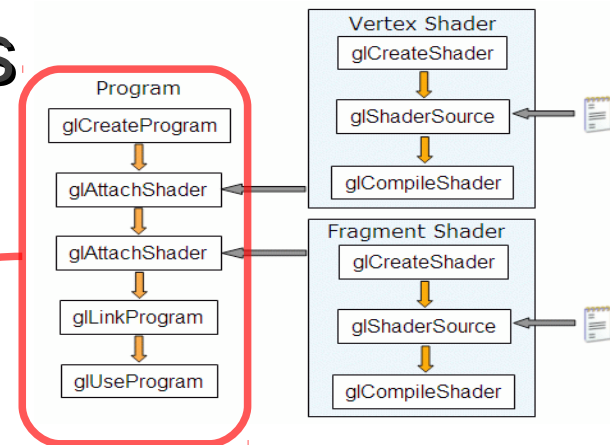 s
Program
glCreateProgram
glAttachShader
glAttachShader
glLinkProgram
glUseProgram
Vertex Shader
glCreateShader
glShaderSource
glCompileShader
Fragment Shader
glCreateShader
glShaderSource
glCompileShader